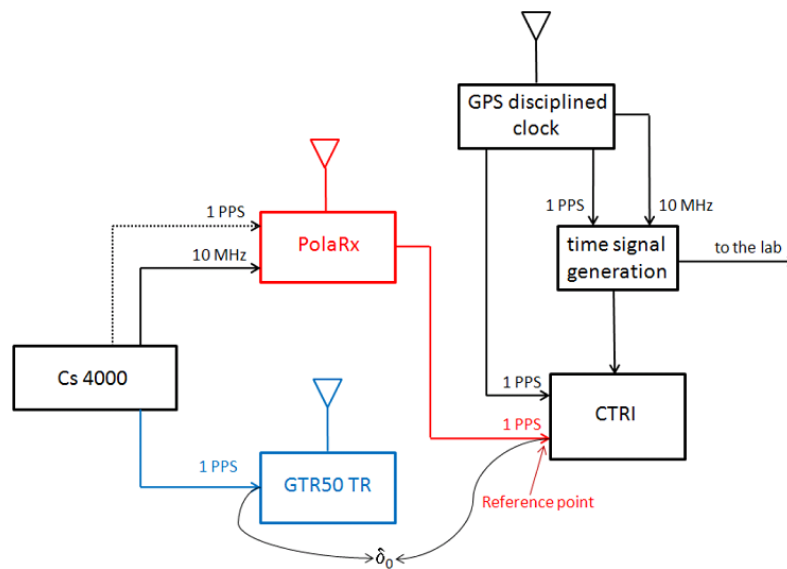 GPS disciplined
clock
1 PPS
PolaRx
10 MHz
1 PPS
10 MHz
time signal
generation
to the lab
Cs 4000
1 PPS
CTRI
1 PPS
1 PPS
GTR50 TR
Reference point
δ̂₀